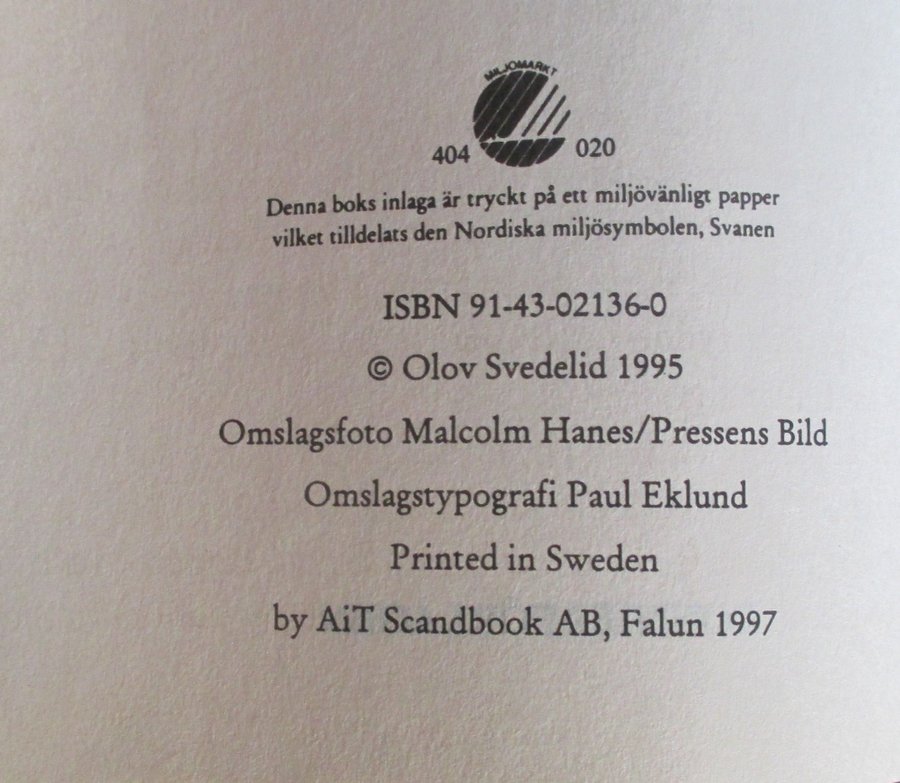 MILJÖMÄRKT
404 020
Denna boks inlaga är tryckt på ett miljövänligt papper
vilket tilldelats den Nordiska miljösymbolen, Svanen
ISBN 91-43-02136-0
© Olov Svedelid 1995
Omslagsfoto Malcolm Hanes/Pressens Bild
Omslagstypografi Paul Eklund
Printed in Sweden
by AiT Scandbook AB, Falun 1997